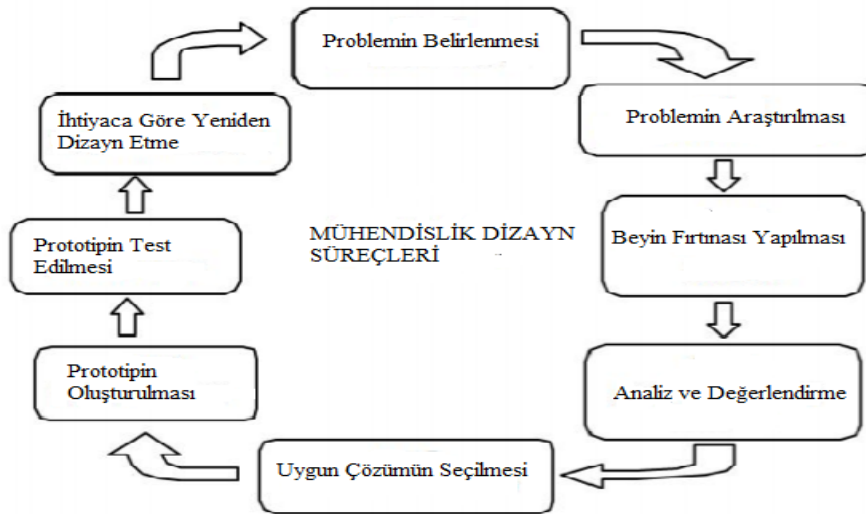 Problemin Belirlenmesi
Problemin Araştırılması
Beyin Fırtınası Yapılması
Analiz ve Değerlendirme
Uygun Çözümün Seçilmesi
Prototipin
Oluşturulması
Prototipin Test
Edilmesi
İhtiyaca Göre Yeniden
Dizayn Etme
MÜHENDİSLİK DİZAYN
SÜREÇLERİ